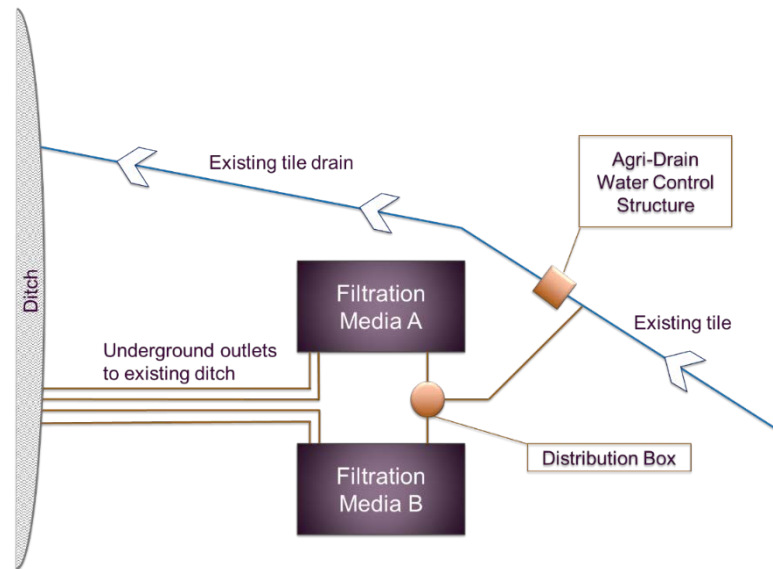 Existing tile drain
Agri-Drain
Water Control
Structure
Ditch
Filtration
Media A
Existing tile
Underground outlets
to existing ditch
Distribution Box
Filtration
Media B